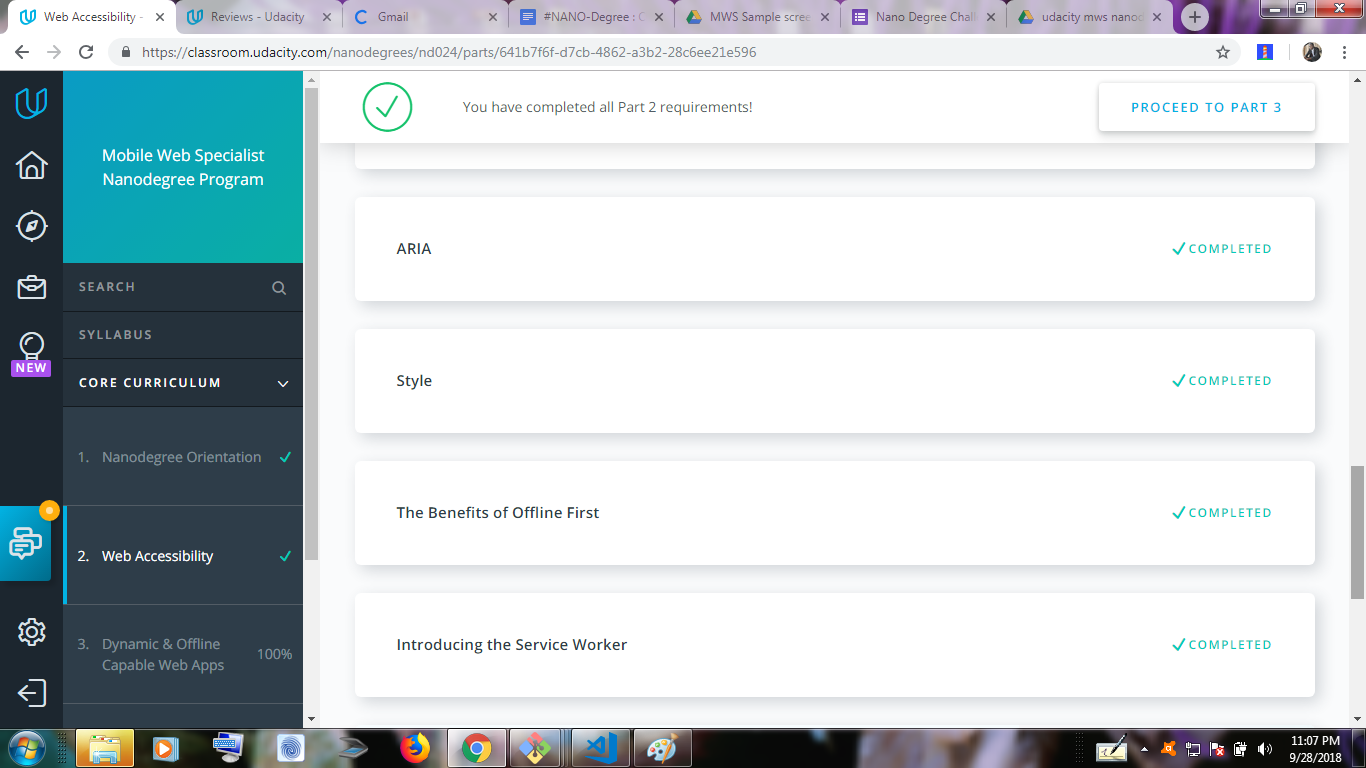 Web Accessibility -
Reviews - Udacity
Gmail
#NANO-Degree : C
MWS Sample scree
Nano Degree Chall
udacity mws nanod
https://classroom.udacity.com/nanodegrees/nd024/parts/641b7f6f-d7cb-4862-a3b2-28c6ee21e596
You have completed all Part 2 requirements!
PROCEED TO PART 3
Mobile Web Specialist
Nanodegree Program
SEARCH
SYLLABUS
NEW
CORE CURRICULUM
1. Nanodegree Orientation
2. Web Accessibility
3. Dynamic & Offline
Capable Web Apps
100%
ARIA
COMPLETED
Style
COMPLETED
The Benefits of Offline First
COMPLETED
Introducing the Service Worker
COMPLETED
11:07 PM
9/28/2018